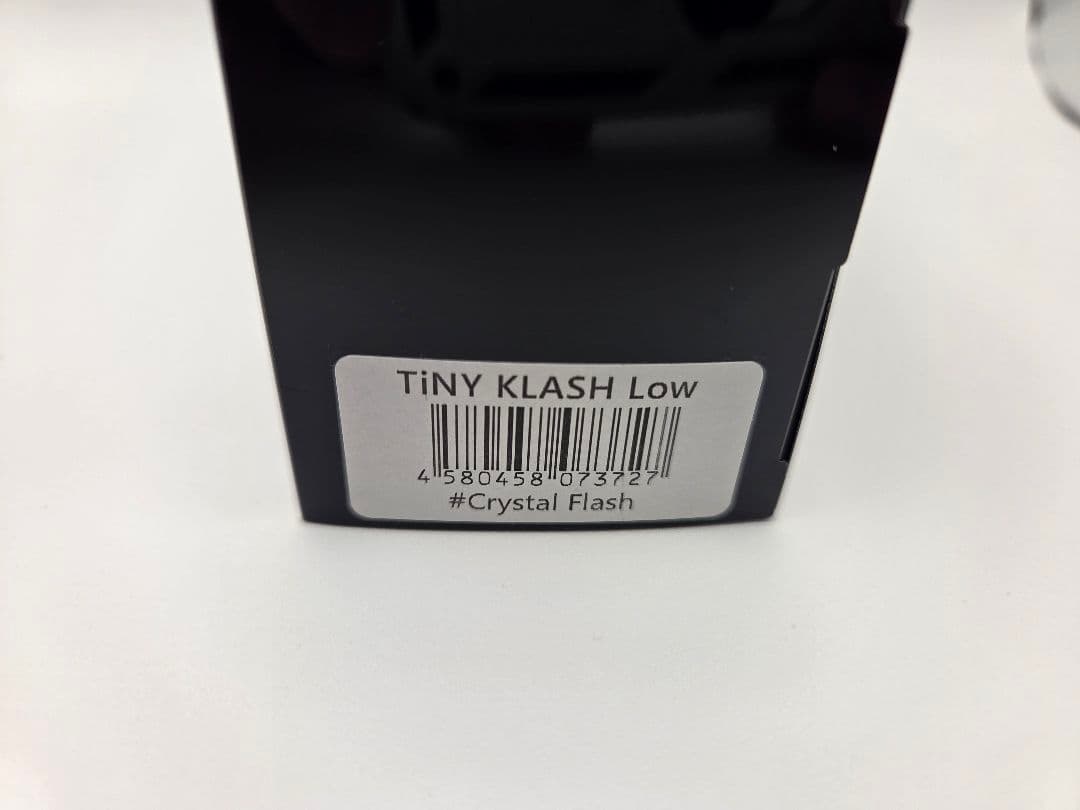 TiNY KLASH Low
4 580458 073727
#Crystal Flash